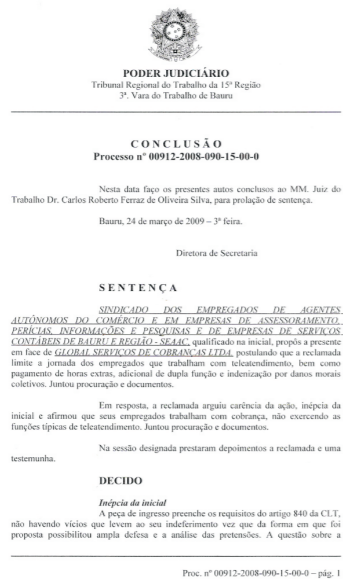 PODER JUDICIÁRIO
Tribunal Regional do Trabalho da 15ª Região
3ª. Vara do Trabalho de Bauru
C O N C L U S Ã O
Processo nº 00912-2008-090-15-00-0
Nesta data faço os presentes autos conclusos ao MM. Juiz do
Trabalho Dr. Carlos Roberto Ferraz de Oliveira Silva, para prolação de sentença.
Bauru, 24 de março de 2009 – 3ª feira.
Diretora de Secretaria
S E N T E N Ç A
SINDICADO DOS EMPREGADOS DE AGENTES
AUTÔNOMOS DO COMÉRCIO E EM EMPRESAS DE ASSESSORAMENTO,
PERÍCIAS, INFORMAÇÕES E PESQUISAS E DE EMPRESAS DE SERVIÇOS
CONTÁBEIS DE BAURU E REGIÃO - SEAAC, qualificado na inicial, propôs a presente
em face de GLOBAL SERVIÇOS DE COBRANÇAS LTDA. postulando que a reclamada
limite a jornada dos empregados que trabalham com teleatendimento, bem como
pagamento de horas extras, adicional de dupla função e indenização por danos morais
coletivos. Juntou procuração e documentos.
Em resposta, a reclamada arguiu carência da ação, inépcia da
inicial e afirmou que seus empregados trabalham com cobrança, não exercendo as
funções típicas de teleatendimento. Juntou procuração e documentos.
Na sessão designada prestaram depoimentos a reclamada e uma
testemunha.
DECIDO
Inépcia da inicial
A peça de ingresso preenche os requisitos do artigo 840 da CLT,
não havendo vícios que levem ao seu indeferimento vez que da forma em que foi
proposta possibilitou ampla defesa e a análise das pretensões. A questão sobre a
Proc. nº 00912-2008-090-15-00-0 – pág. 1